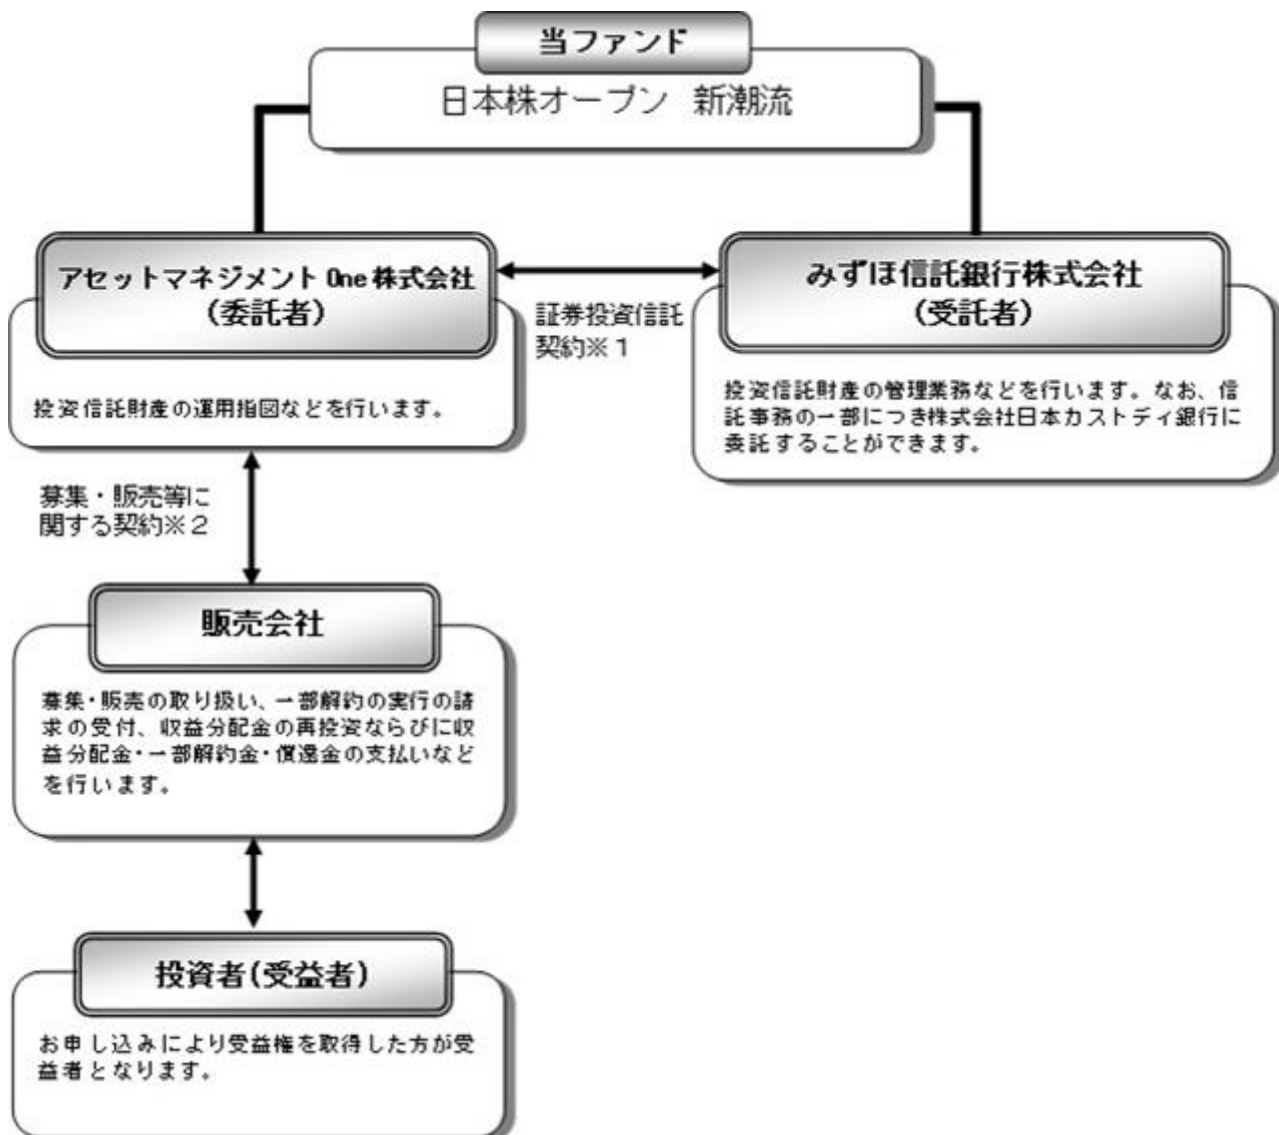 当ファンド
日本株オープン 新潮流
アセットマネジメントOne株式会社
(委託者)
投資信託財産の運用指図などを行います。
証券投資信託
契約※1
みずほ信託銀行株式会社
(受託者)
投資信託財産の管理業務などを行います。なお、信
託事務の一部につき株式会社日本カストディ銀行に
委託することができます。
募集・販売等に
関する契約※2
販売会社
募集・販売の取り扱い、一部解約の実行の請
求の受付、収益分配金の再投資ならびに収
益分配金・一部解約金・償還金の支払いなど
を行います。
投資者(受益者)
お申し込みにより受益権を取得した方が受
益者となります。